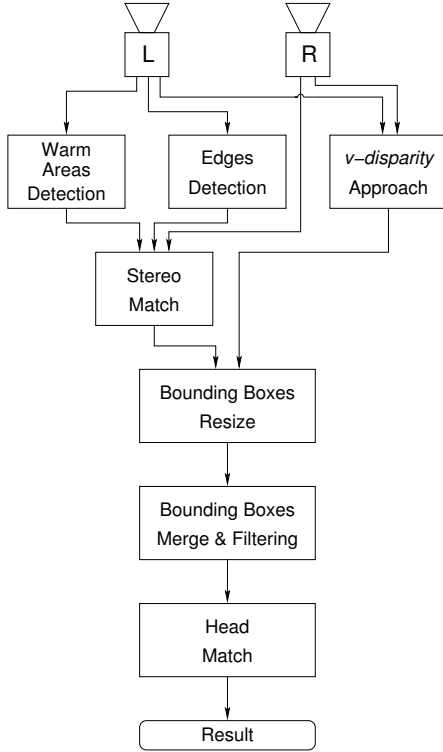 L
R
Warm
Areas
Detection
Edges
Detection
v-disparity
Approach
Stereo
Match
Bounding Boxes
Resize
Bounding Boxes
Merge & Filtering
Head
Match
Result